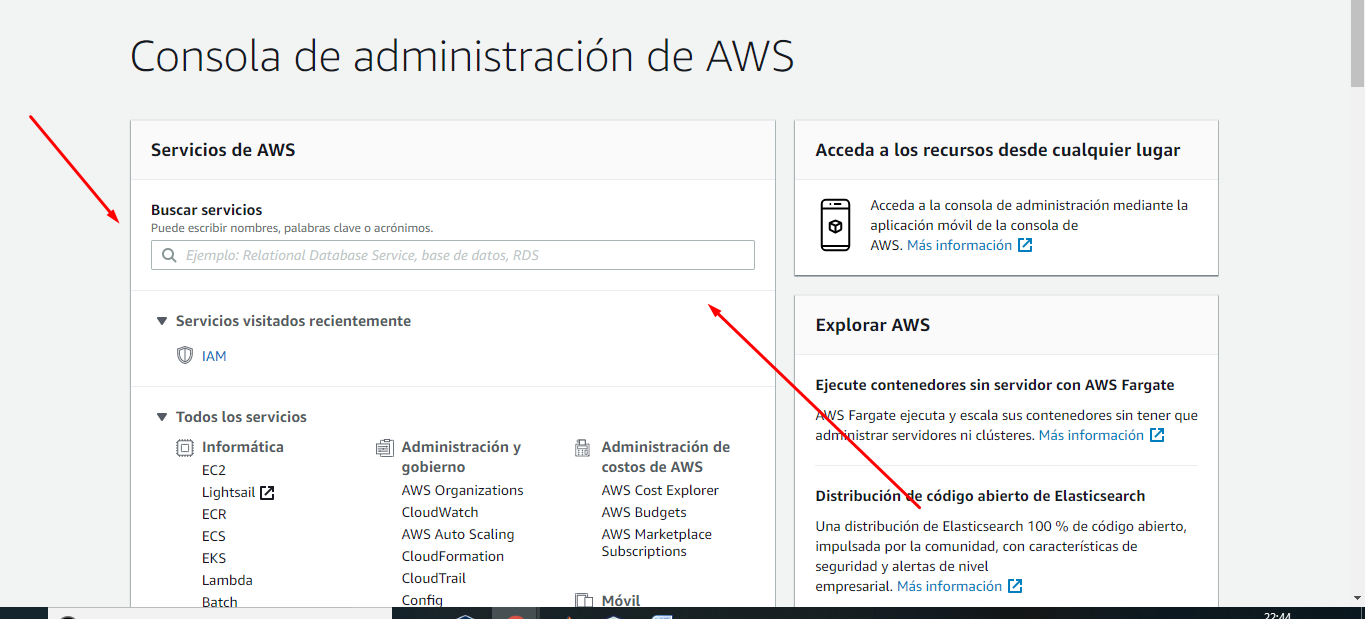 Consola de administración de AWS
Servicios de AWS
Buscar servicios
Puede escribir nombres, palabras clave o acrónimos.
Ejemplo: Relational Database Service, base de datos, RDS
Servicios visitados recientemente
IAM
Todos los servicios
Informática
EC2
Lightsail
ECR
ECS
EKS
Lambda
Batch
Administración y
gobierno
AWS Organizations
CloudWatch
AWS Auto Scaling
CloudFormation
CloudTrail
Config
Administración de
costos de AWS
AWS Cost Explorer
AWS Budgets
AWS Marketplace
Subscriptions
Móvil
Acceda a los recursos desde cualquier lugar
Acceda a la consola de administración mediante la
aplicación móvil de la consola de
AWS. Más información
Explorar AWS
Ejecute contenedores sin servidor con AWS Fargate
AWS Fargate ejecuta y escala sus contenedores sin tener que
administrar servidores ni clústeres. Más información
Distribución de código abierto de Elasticsearch
Una distribución de Elasticsearch 100 % de código abierto,
impulsada por la comunidad, con características de
seguridad y alertas de nivel
empresarial. Más información
22:44